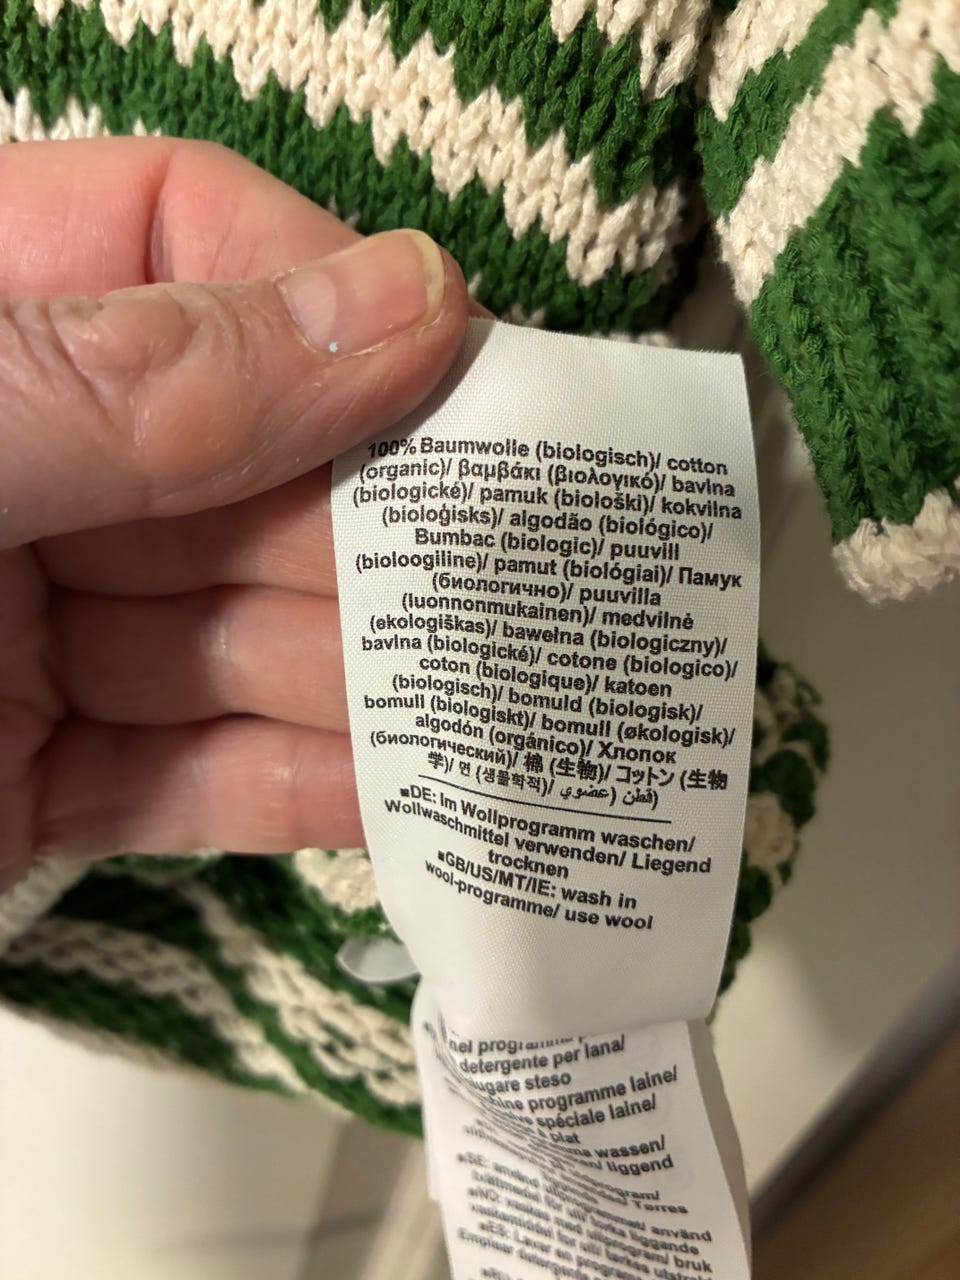 100% Baumwolle (biologisch)/ cotton
(organic)/ βαμβάκι (βιολογικό)/ bavlna
(biologické)/ pamuk (biološki)/ kokvilna
(bioloģisks)/ algodão (biológico)/
Bumbac (biologic)/ puuvill
(bioloogiline)/ pamut (biológiai)/ Памук
(биологично)/ puuvilla
(luonnonmukainen)/ medvilnė
(ekologiškas)/ bawełna (biologiczny)/
bavlna (biologické)/ cotone (biologico)/
coton (biologique)/ katoen
(biologisch)/ bomuld (biologisk)/
bomull (biologiskt)/ bomull (økologisk)/
algodón (orgánico)/ Хлопок
(биологический)/ 棉 (生物)/ コットン (生物
学)/ 면 (생물학적)/ قطن (عضوي)
■DE: Im Wollprogramm waschen/
Wollwaschmittel verwenden/ Liegend
trocknen
■GB/US/MT/IE: wash in
wool-programme/ use wool
nel
detergente per lana/
steso
programme laine/
spéciale laine/
à plat
wassen/
liggend